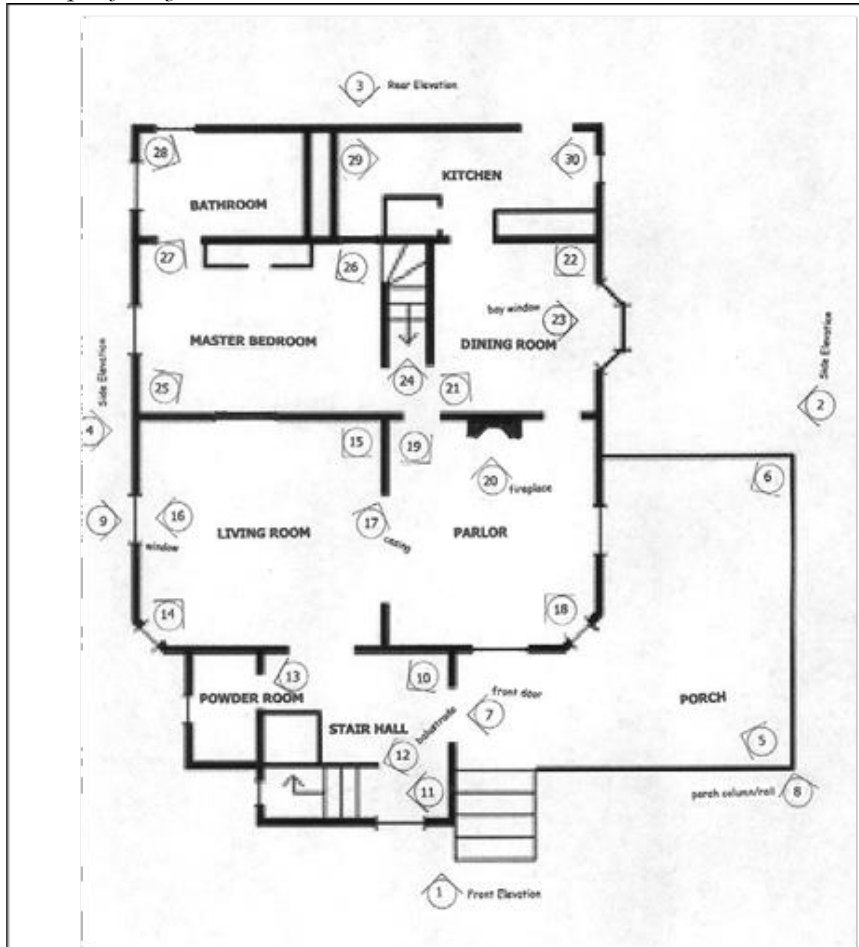 3 Rear Elevation
28
29
30
KITCHEN
BATHROOM
27
26
22
bay window
23
MASTER BEDROOM
DINING ROOM
Side Elevation
Side Elevation
25
24
21
2
4
15
19
6
20
fireplace
9
16
17
window
LIVING ROOM
casing
PARLOR
14
18
13
10
POWDER ROOM
front door
PORCH
7
balustrade
STAIR HALL
12
5
11
porch column/rail
8
1 Front Elevation